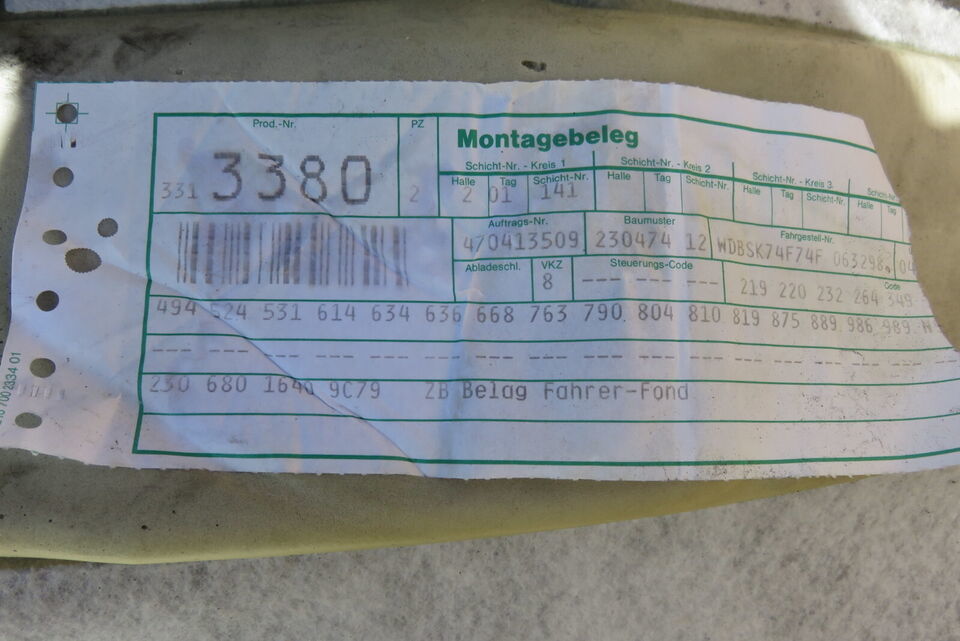 Prod.-Nr. PZ Montagebeleg
Schicht-Nr. - Kreis 1 Schicht-Nr. - Kreis 2 Schicht-Nr. - Kreis 3
Halle Tag Schicht-Nr. Halle Tag Schicht-Nr. Halle Tag Schicht-Nr. Halle Tag
331 3380 2 2 01 141
Auftrags-Nr. Baumuster Fahrgestell-Nr.
470413509 230474 12 WDBSK74F74F 063298 04
Abladeschl. VKZ Steuerungs-Code Code
8 --- --- --- --- 219 220 232 264 349
494 524 531 614 634 636 668 763 790 804 810 819 875 889 986 989
230 680 1640 9C79 ZB Belag Fahrer-Fond